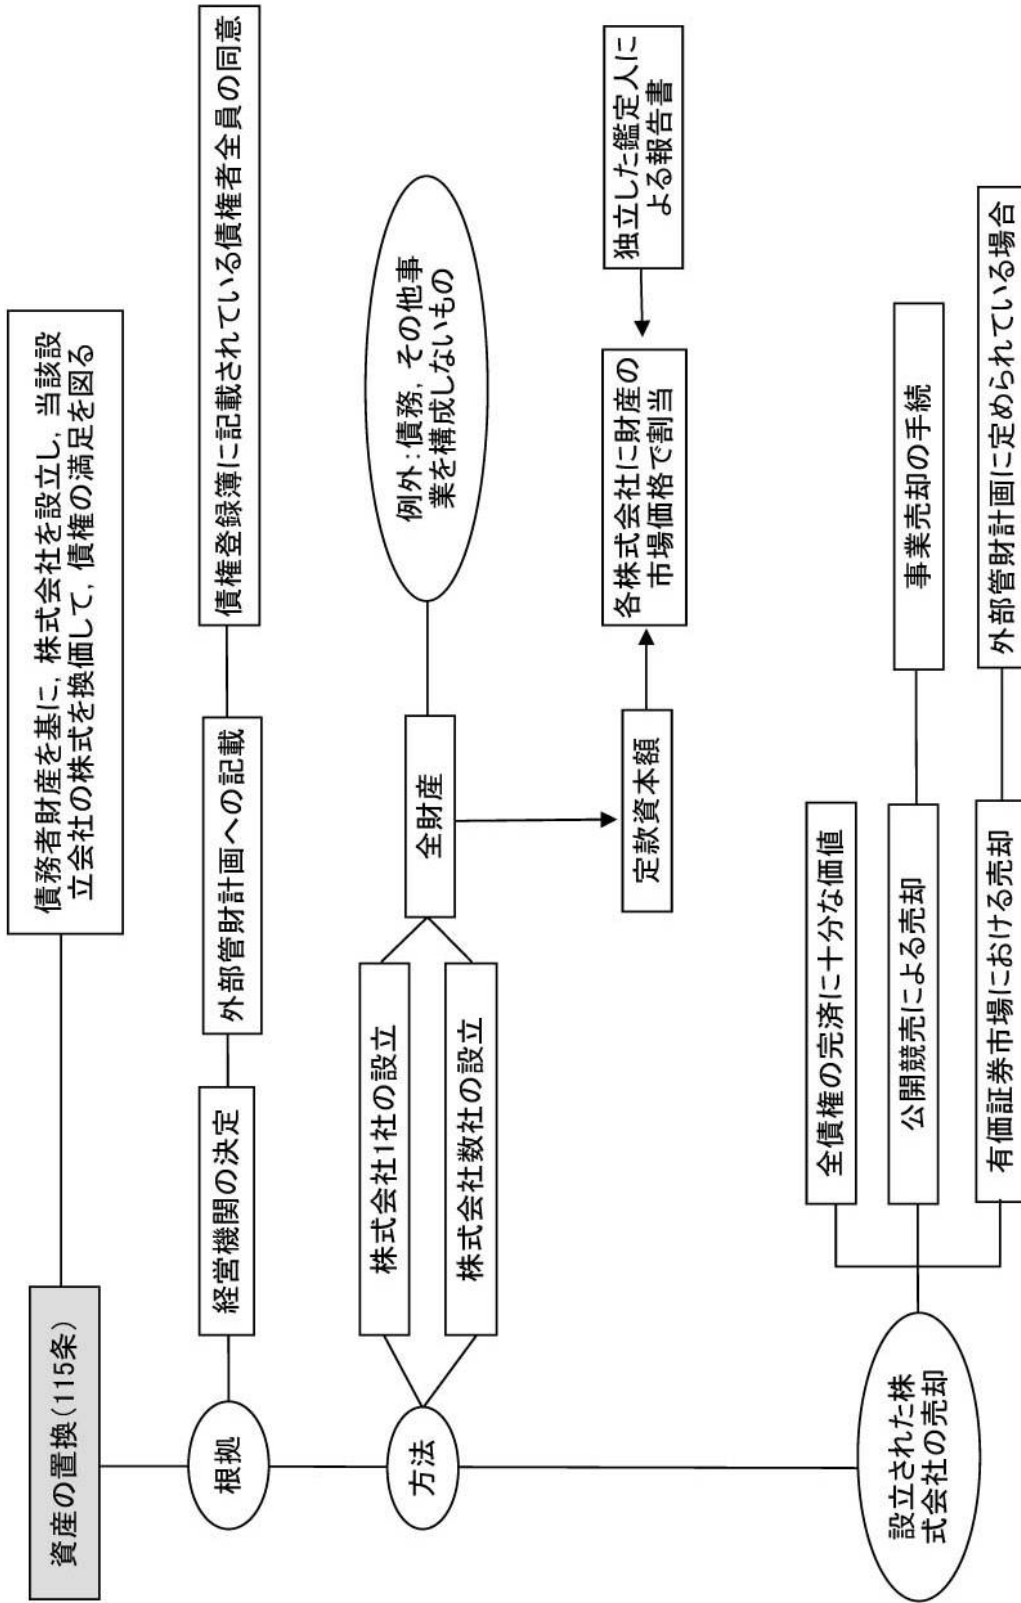 資産の置換(115条)
債務者財産を基に,株式会社を設立し,当該設
立会社の株式を換価して,債権の満足を図る
根拠
経営機関の決定
外部管財計画への記載
債権登録簿に記載されている債権者全員の同意
方法
株式会社1社の設立
株式会社数社の設立
全財産
例外:債務,その他事
業を構成しないもの
定款資本額
各株式会社に財産の
市場価格で割当
独立した鑑定人に
よる報告書
設立された株
式会社の売却
全債権の完済に十分な価値
公開競売による売却
事業売却の手続
有価証券市場における売却
外部管財計画に定められている場合